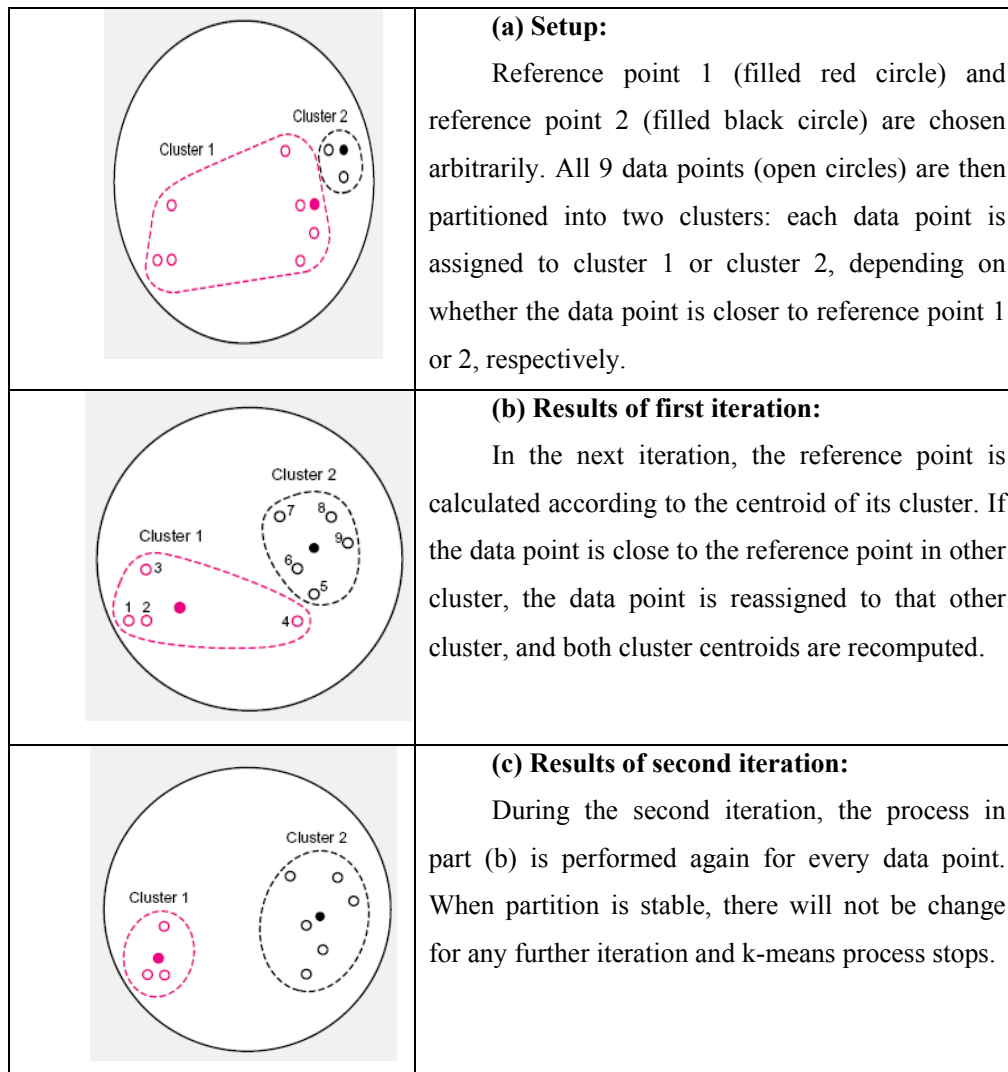 Cluster 2
Cluster 1
(a) Setup:
Reference point 1 (filled red circle) and
reference point 2 (filled black circle) are chosen
arbitrarily. All 9 data points (open circles) are then
partitioned into two clusters: each data point is
assigned to cluster 1 or cluster 2, depending on
whether the data point is closer to reference point 1
or 2, respectively.
Cluster 2
7
8
9
Cluster 1
6
3
5
1 2
4
(b) Results of first iteration:
In the next iteration, the reference point is
calculated according to the centroid of its cluster. If
the data point is close to the reference point in other
cluster, the data point is reassigned to that other
cluster, and both cluster centroids are recomputed.
Cluster 2
Cluster 1
(c) Results of second iteration:
During the second iteration, the process in
part (b) is performed again for every data point.
When partition is stable, there will not be change
for any further iteration and k-means process stops.